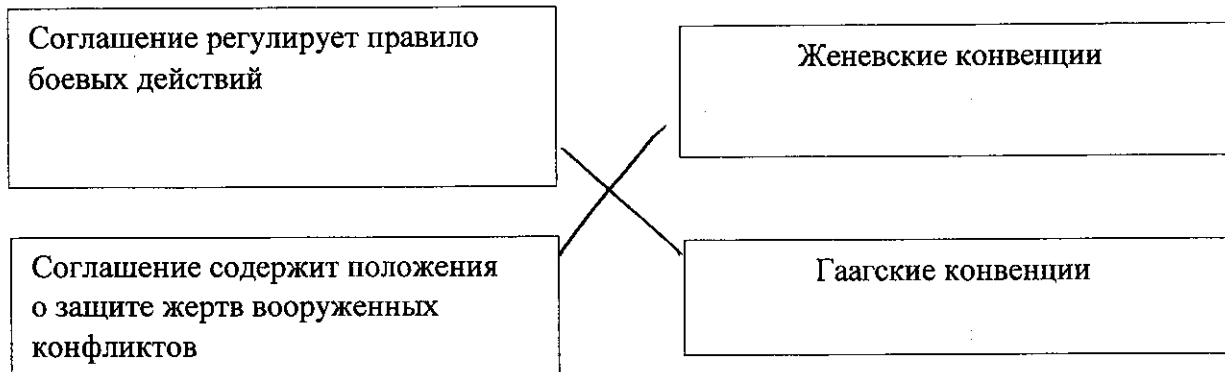 Соглашение регулирует правило
боевых действий
Женевские конвенции
Соглашение содержит положения
о защите жертв вооруженных
конфликтов
Гаагские конвенции